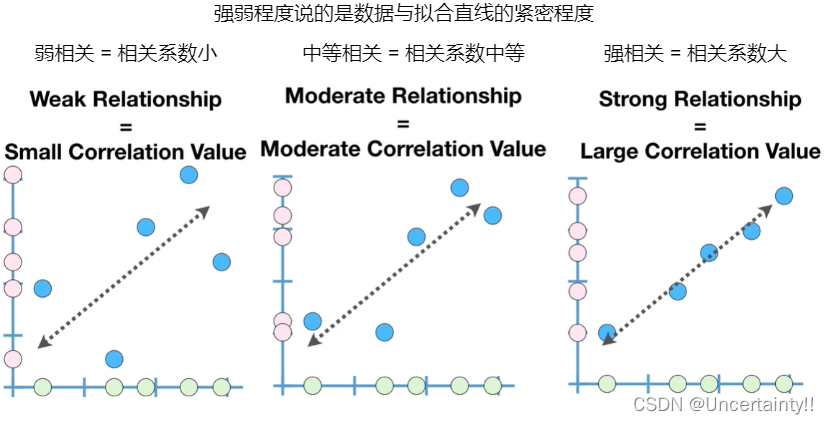 强弱程度说的是数据与拟合直线的紧密程度
弱相关 = 相关系数小
中等相关 = 相关系数中等
强相关 = 相关系数大
Weak Relationship
=
Small Correlation Value
Moderate Relationship
=
Moderate Correlation Value
Strong Relationship
=
Large Correlation Value
CSDN @Uncertainty!!